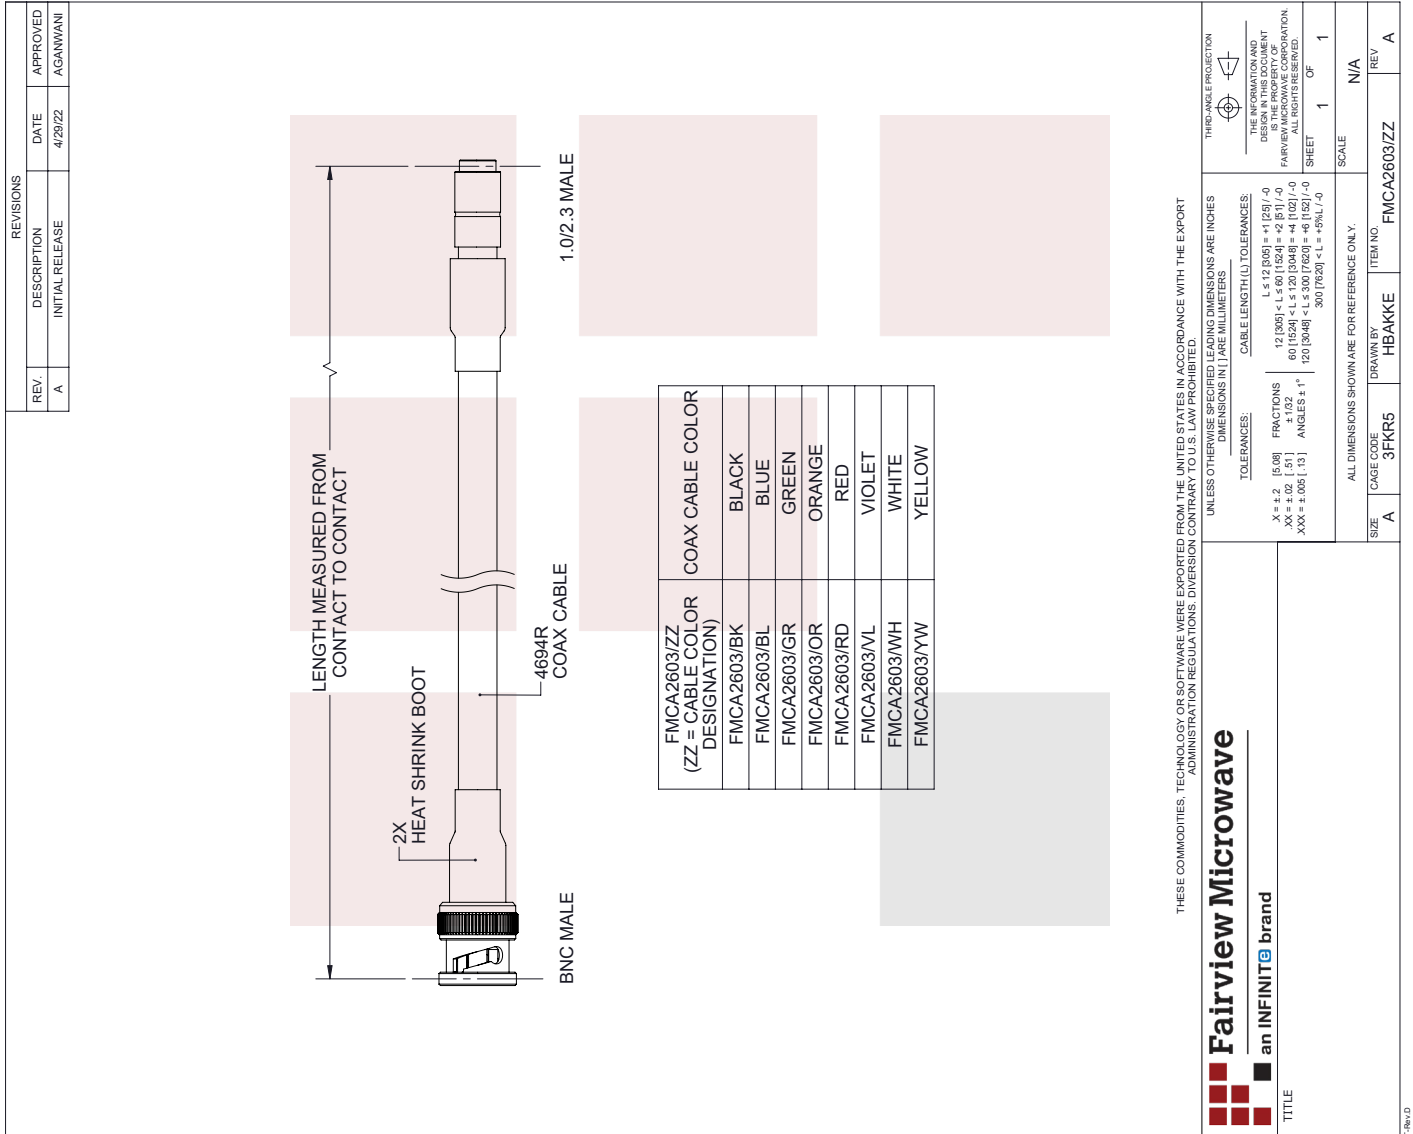 REVISIONS
REV. DESCRIPTION DATE APPROVED
A INITIAL RELEASE 4/29/22 AGANWANI
LENGTH MEASURED FROM
CONTACT TO CONTACT
2X
HEAT SHRINK BOOT
4694R
COAX CABLE
BNC MALE
1.0/2.3 MALE
FMCA2603/ZZ
(ZZ = CABLE COLOR
DESIGNATION)
COAX CABLE COLOR
FMCA2603/BK BLACK
FMCA2603/BL BLUE
FMCA2603/GR GREEN
FMCA2603/OR ORANGE
FMCA2603/RD RED
FMCA2603/VL VIOLET
FMCA2603/WH WHITE
FMCA2603/YW YELLOW
THESE COMMODITIES, TECHNOLOGY OR SOFTWARE WERE EXPORTED FROM THE UNITED STATES IN ACCORDANCE WITH THE EXPORT
ADMINISTRATION REGULATIONS. DIVERSION CONTRARY TO U.S. LAW PROHIBITED.
Fairview Microwave
an INFINITe brand
TITLE
UNLESS OTHERWISE SPECIFIED LEADING DIMENSIONS ARE INCHES
DIMENSIONS IN [ ] ARE MILLIMETERS
TOLERANCES:
.X = ±.2 [5.08] FRACTIONS
.XX = ±.02 [.51] ± 1/32
.XXX = ±.005 [.13] ANGLES ± 1°
CABLE LENGTH (L) TOLERANCES:
L ≤ 12 [305] = +1 [25] / -0
12 [305] < L ≤ 60 [1524] = +2 [51] / -0
60 [1524] < L ≤ 120 [3048] = +4 [102] / -0
120 [3048] < L ≤ 300 [7620] = +6 [152] / -0
300 [7620] < L = +5%L / -0
THIRD-ANGLE PROJECTION
THE INFORMATION AND
DESIGN IN THIS DOCUMENT
IS THE PROPERTY OF
FAIRVIEW MICROWAVE CORPORATION.
ALL RIGHTS RESERVED.
SHEET 1 OF 1
ALL DIMENSIONS SHOWN ARE FOR REFERENCE ONLY.
SCALE N/A
SIZE A
CAGE CODE 3FKR5
DRAWN BY HBAKKE
ITEM NO. FMCA2603/ZZ
REV A